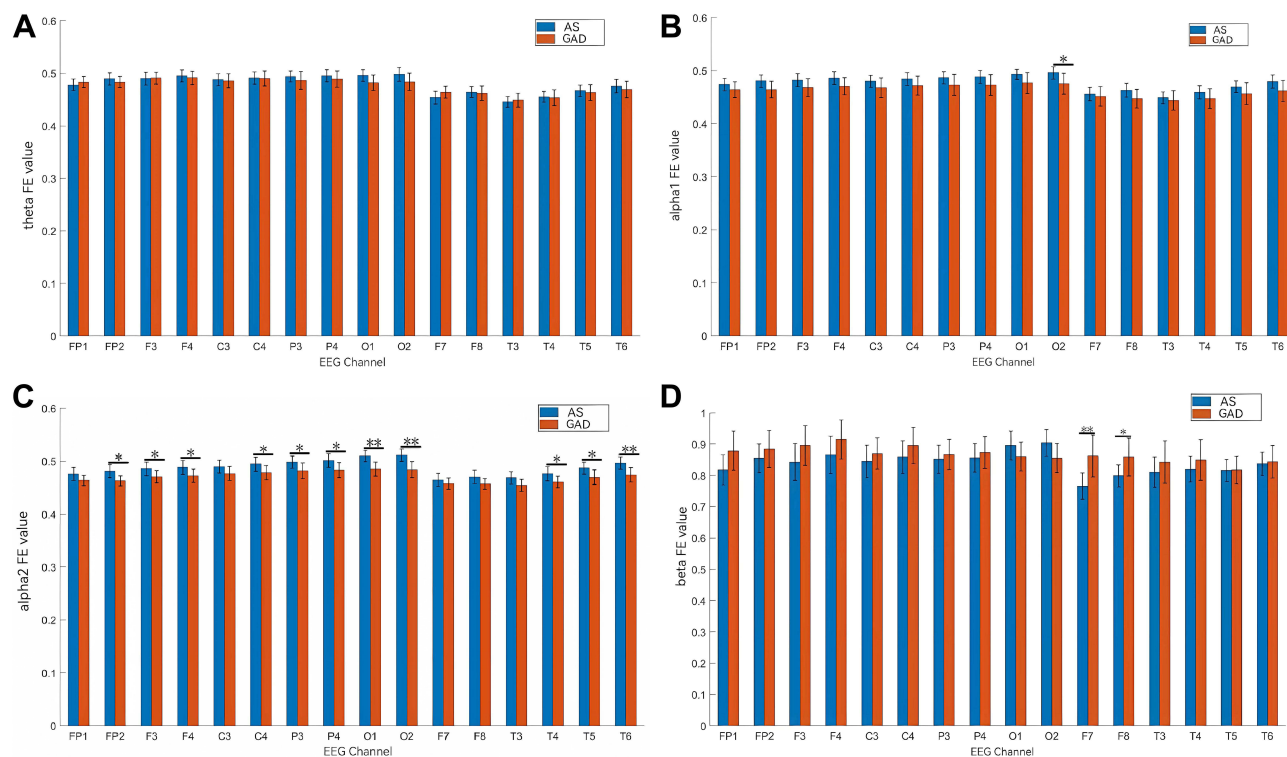 A
0.6
0.5
0.4
0.3
0.2
0.1
0
theta FE value
AS
GAD
FP1 FP2 F3 F4 C3 C4 P3 P4 O1 O2 F7 F8 T3 T4 T5 T6
EEG Channel
B
0.6
0.5
0.4
0.3
0.2
0.1
0
alpha1 FE value
AS
GAD
*
FP1 FP2 F3 F4 C3 C4 P3 P4 O1 O2 F7 F8 T3 T4 T5 T6
EEG Channel
C
0.6
0.5
0.4
0.3
0.2
0.1
0
alpha2 FE value
AS
GAD
* * * * * * ** ** * * **
FP1 FP2 F3 F4 C3 C4 P3 P4 O1 O2 F7 F8 T3 T4 T5 T6
EEG Channel
D
1
0.9
0.8
0.7
0.6
0.5
0.4
0.3
0.2
0.1
0
beta FE value
AS
GAD
** *
FP1 FP2 F3 F4 C3 C4 P3 P4 O1 O2 F7 F8 T3 T4 T5 T6
EEG Channel